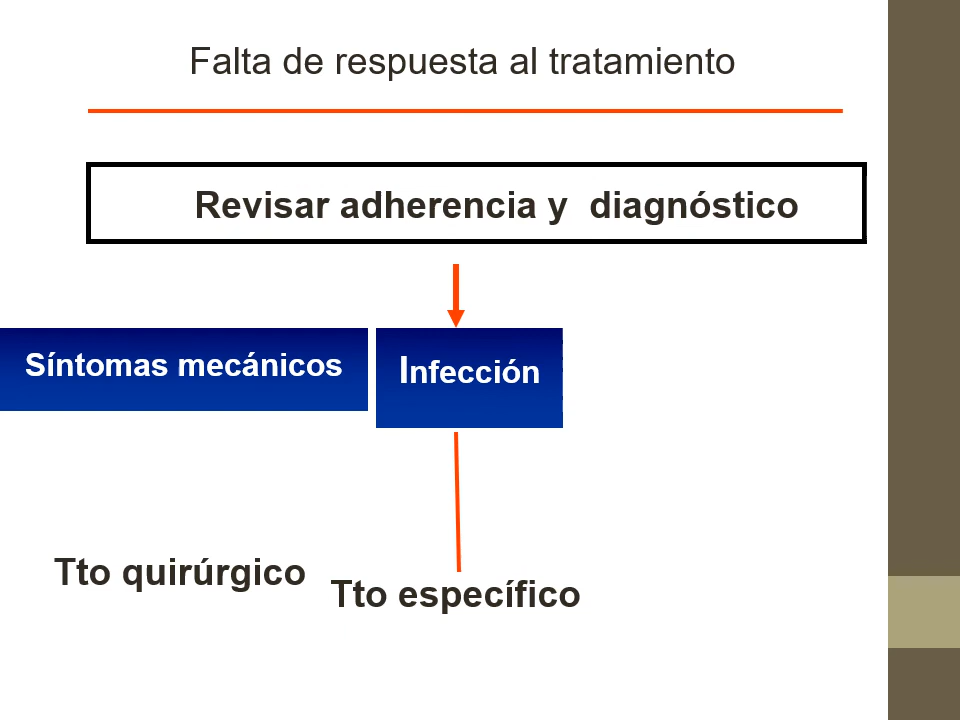 Falta de respuesta al tratamiento
Revisar adherencia y  diagnóstico
Síntomas mecánicos
Infección
Tto quirúrgico
Tto específico